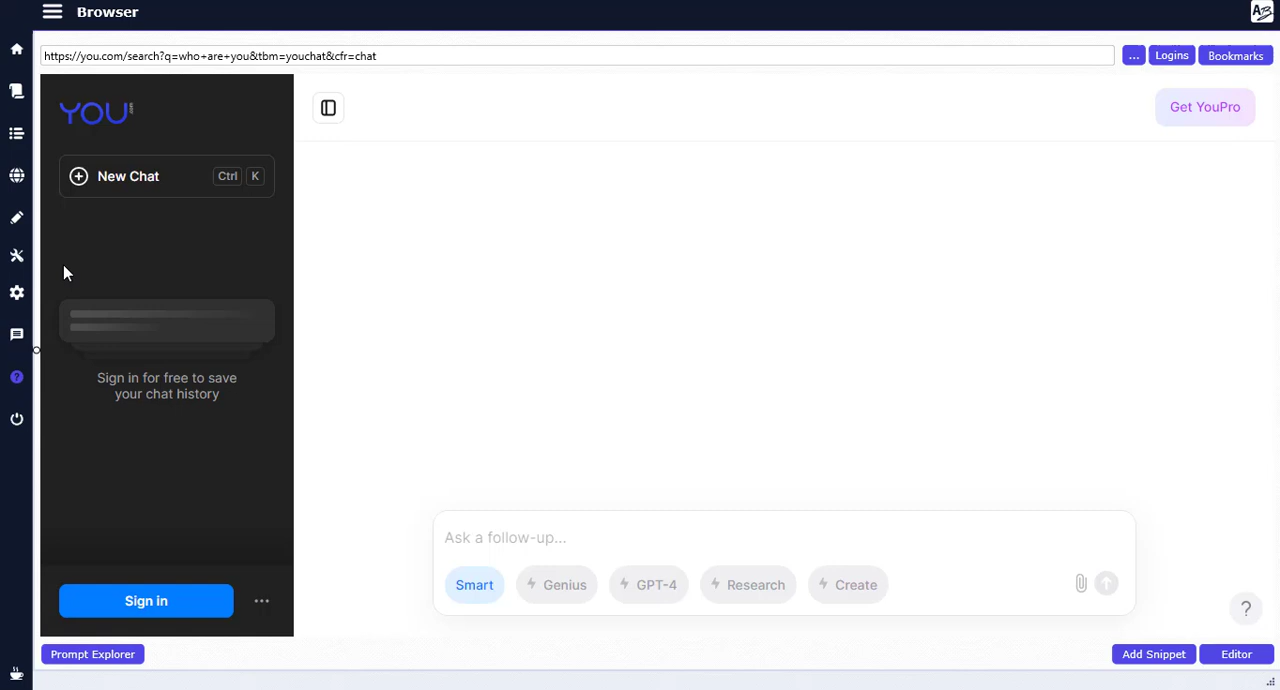 Browser
AB
https://you.com/search?q=who+are+you&tbm=youchat&cfr=chat
...
Logins
Bookmarks
YOU.com
Get YouPro
New Chat
Ctrl
K
Sign in for free to save
your chat history
Ask a follow-up...
Smart
Genius
GPT-4
Research
Create
Sign in
?
Prompt Explorer
Add Snippet
Editor